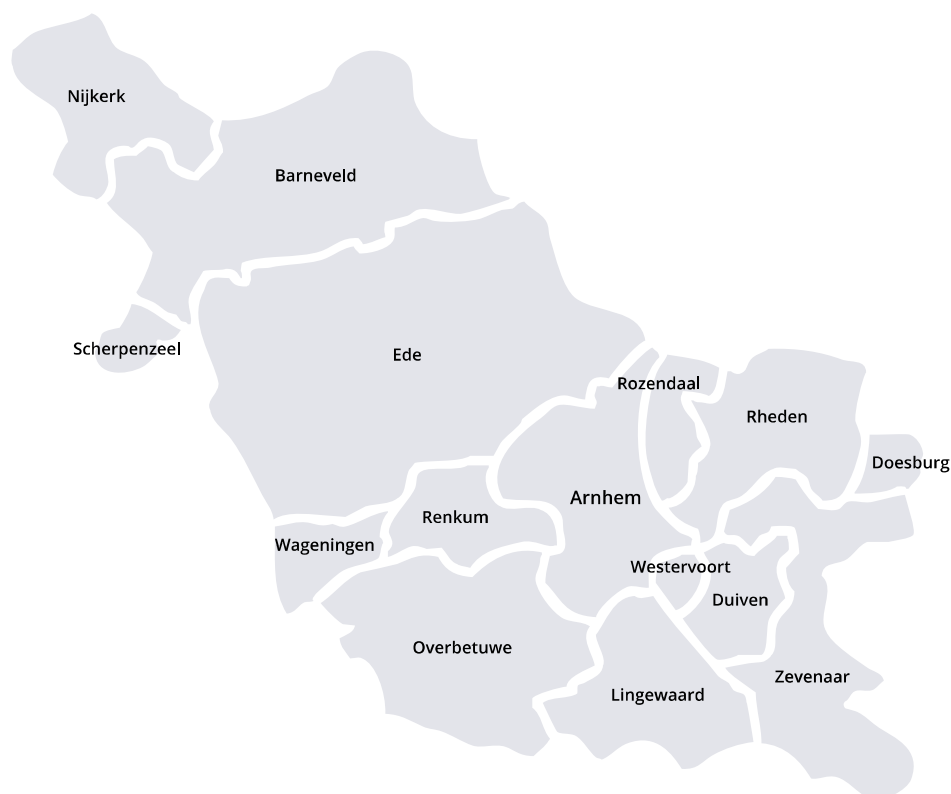 Nijkerk
Barneveld
Scherpenzeel
Ede
Rozendaal
Rheden
Doesburg
Arnhem
Renkum
Wageningen
Westervoort
Duiven
Overbetuwe
Zevenaar
Lingewaard